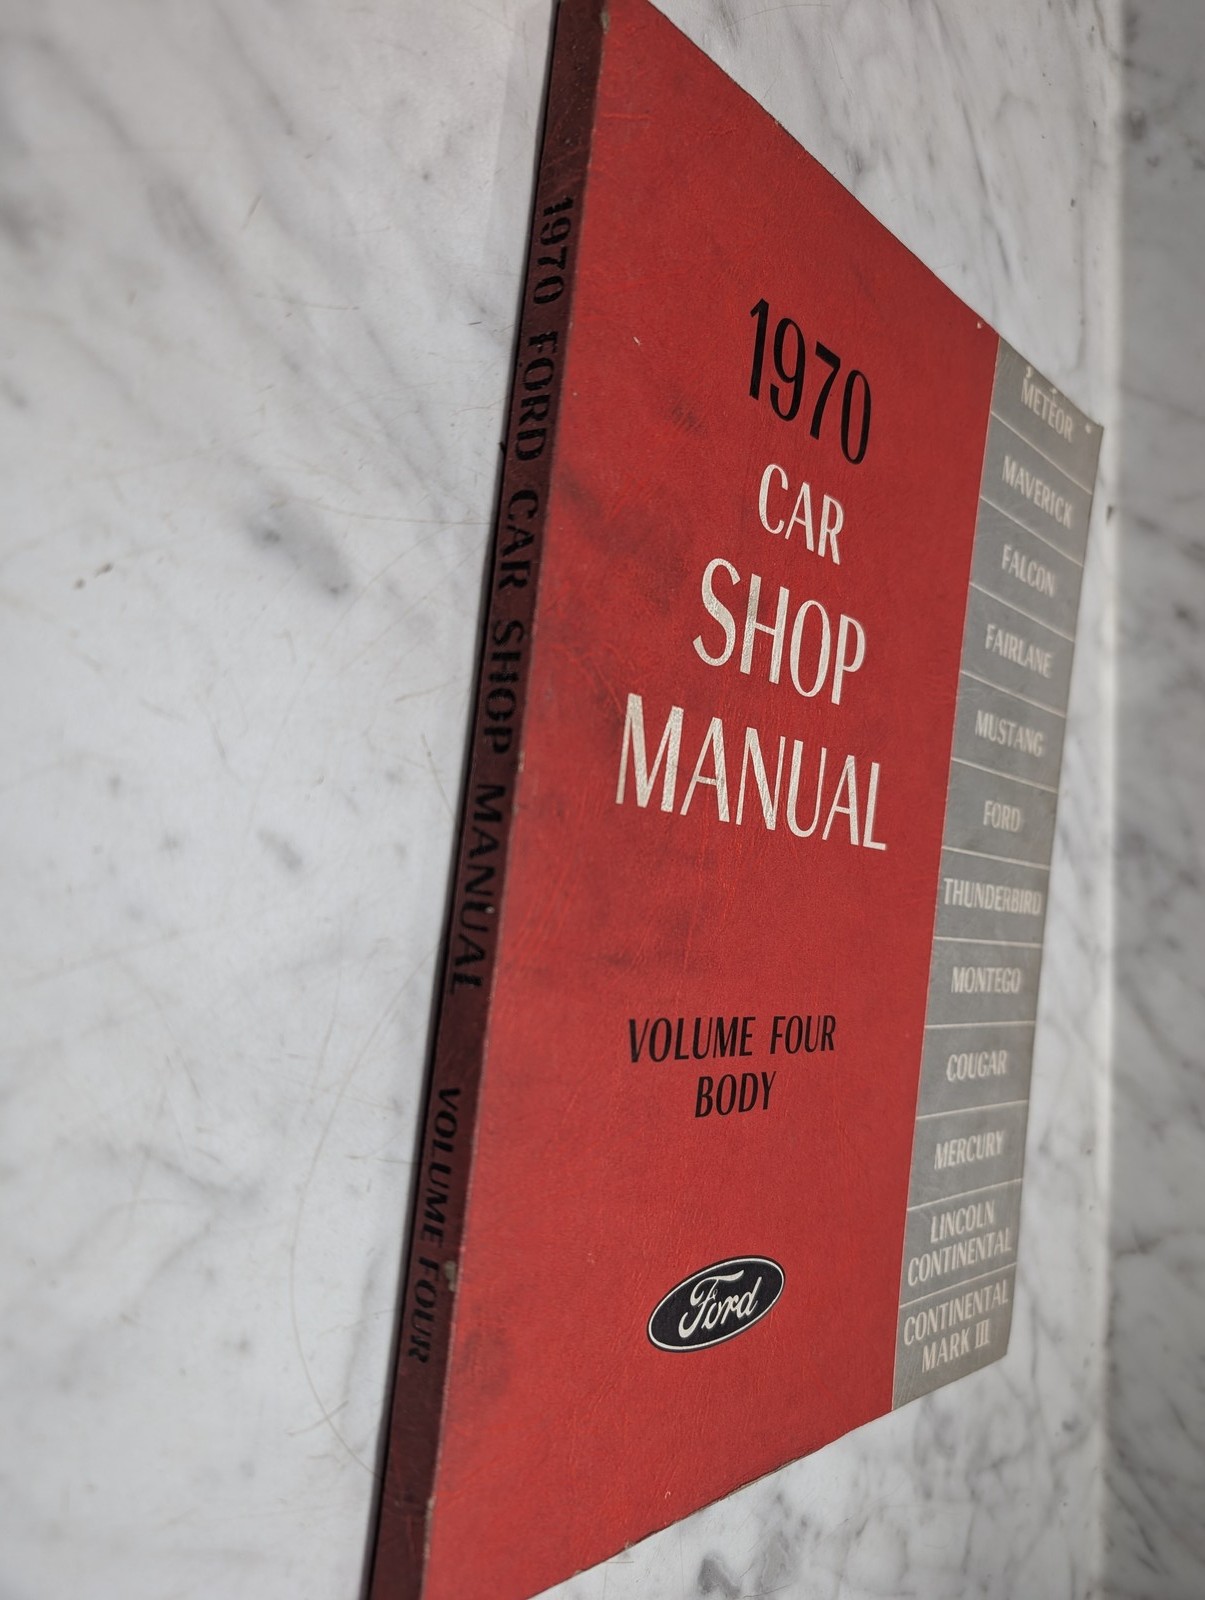 1970 FORD CAR SHOP MANUAL VOLUME FOUR
1970
CAR
SHOP
MANUAL
VOLUME FOUR
BODY
Ford
METEOR
MAVERICK
FALCON
FAIRLANE
MUSTANG
FORD
THUNDERBIRD
MONTEGO
COUGAR
MERCURY
LINCOLN
CONTINENTAL
CONTINENTAL
MARK III